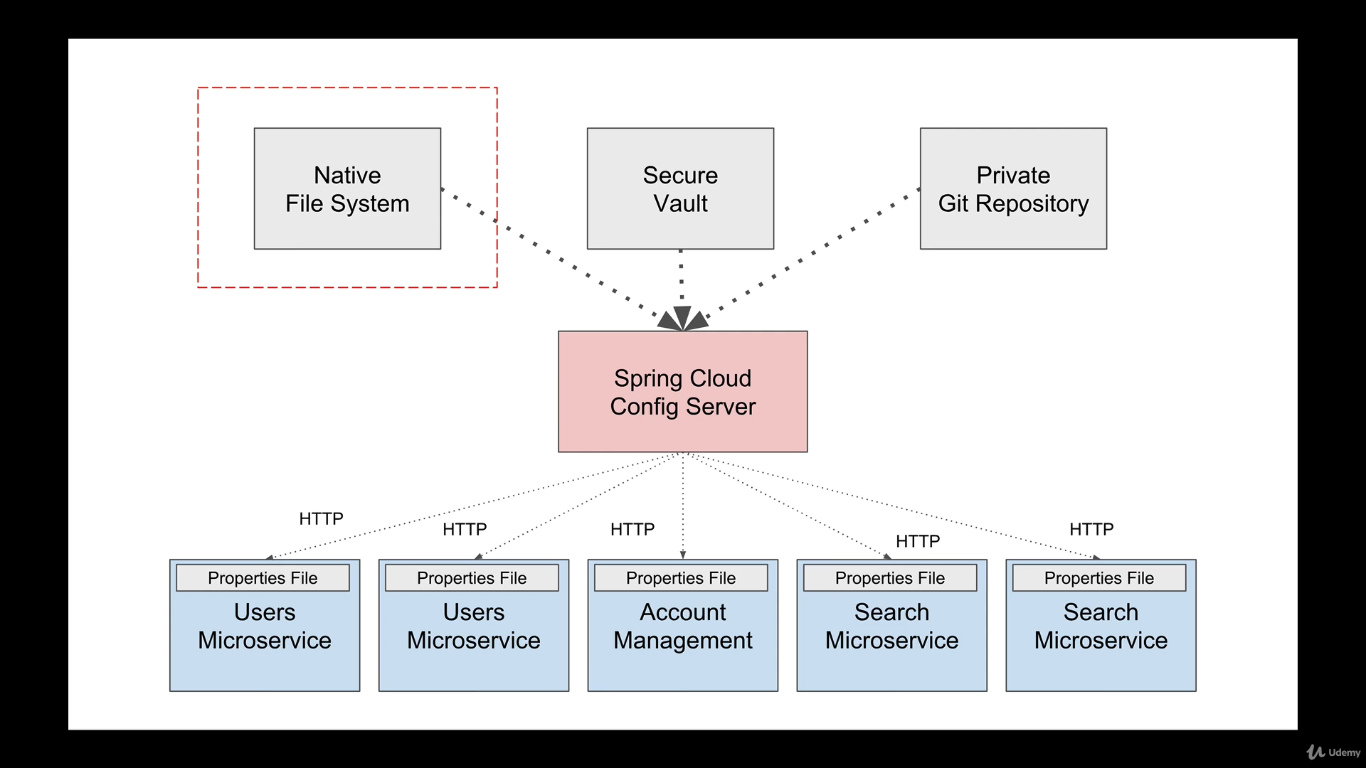 Native
File System
Secure
Vault
Private
Git Repository
Spring Cloud
Config Server
HTTP
HTTP
HTTP
HTTP
HTTP
Properties File
Users
Microservice
Properties File
Users
Microservice
Properties File
Account
Management
Properties File
Search
Microservice
Properties File
Search
Microservice
Udemy